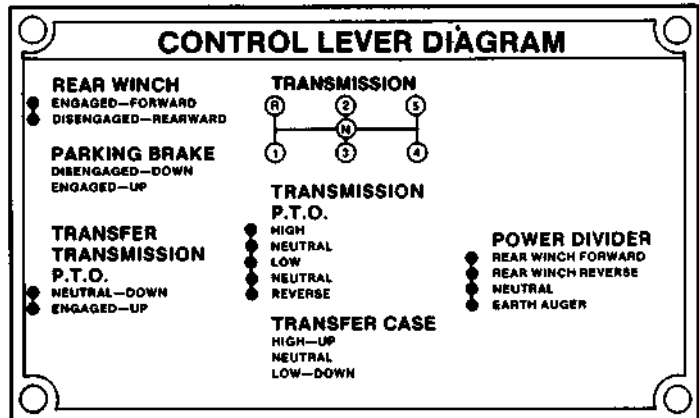 CONTROL LEVER DIAGRAM
REAR WINCH
ENGAGED—FORWARD
DISENGAGED—REARWARD
PARKING BRAKE
DISENGAGED—DOWN
ENGAGED—UP
TRANSFER
TRANSMISSION
P.T.O.
NEUTRAL—DOWN
ENGAGED—UP
TRANSMISSION
R 2 5
N
1 3 4
TRANSMISSION
P.T.O.
HIGH
NEUTRAL
LOW
NEUTRAL
REVERSE
TRANSFER CASE
HIGH—UP
NEUTRAL
LOW—DOWN
POWER DIVIDER
REAR WINCH FORWARD
REAR WINCH REVERSE
NEUTRAL
EARTH AUGER